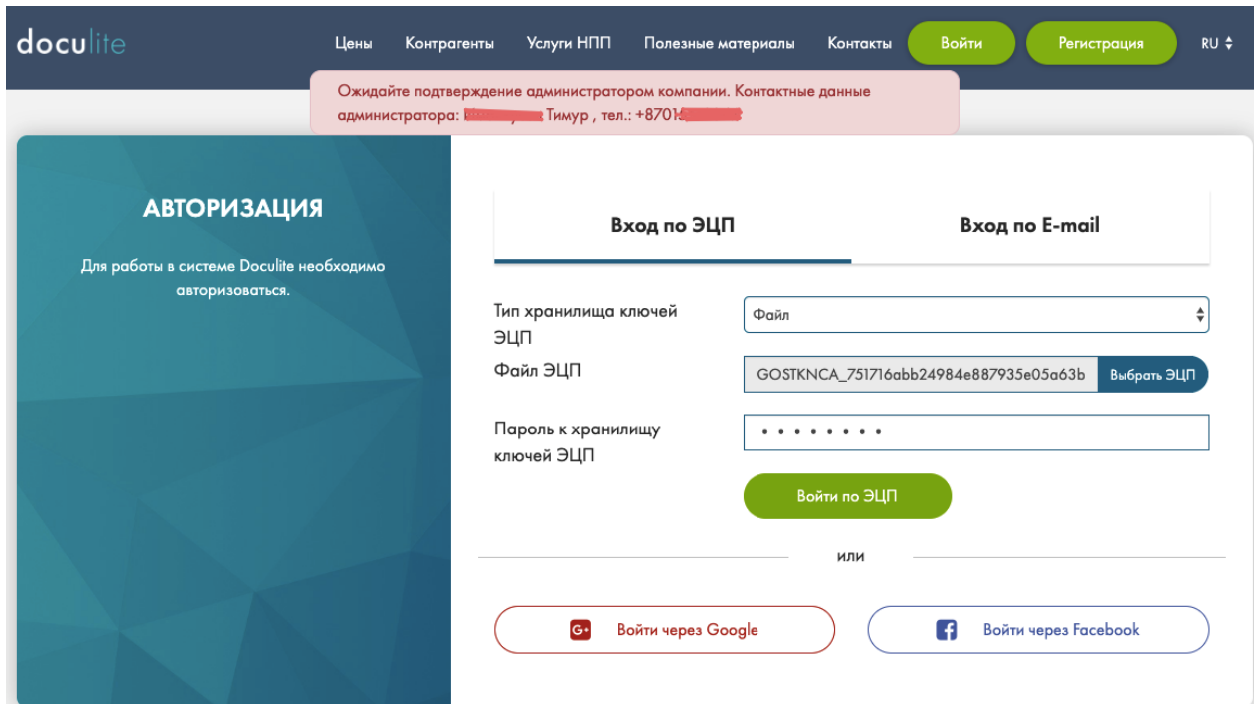 doculite
Цены Контрагенты Услуги НПП Полезные материалы Контакты Войти Регистрация RU
Ожидайте подтверждение администратором компании. Контактные данные
администратора: Тимур , тел.: +8701
АВТОРИЗАЦИЯ
Для работы в системе Doculite необходимо
авторизоваться.
Вход по ЭЦП Вход по E-mail
Тип хранилища ключей
ЭЦП
Файл
Файл ЭЦП
GOSTKNCA_751716abb24984e887935e05a63b Выбрать ЭЦП
Пароль к хранилищу
ключей ЭЦП
Войти по ЭЦП
или
G+ Войти через Google
f Войти через Facebook